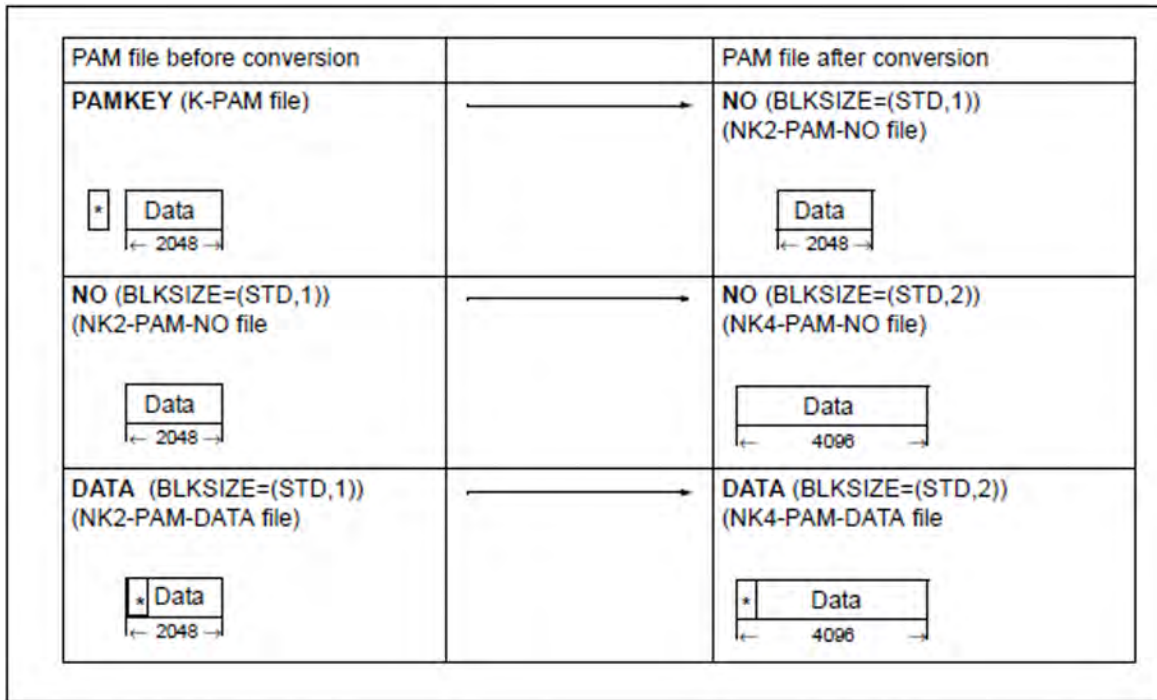 PAM file before conversion
PAM file after conversion
PAMKEY (K-PAM file)
NO (BLKSIZE=(STD,1))
(NK2-PAM-NO file)
* Data
← 2048 →
Data
← 2048 →
NO (BLKSIZE=(STD,1))
(NK2-PAM-NO file
NO (BLKSIZE=(STD,2))
(NK4-PAM-NO file)
Data
← 2048 →
Data
← 4096 →
DATA (BLKSIZE=(STD,1))
(NK2-PAM-DATA file)
DATA (BLKSIZE=(STD,2))
(NK4-PAM-DATA file
* Data
← 2048 →
* Data
← 4096 →